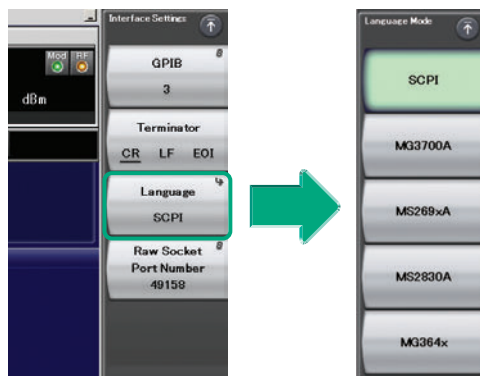 Interface Settings
Mod RF
dBm
GPIB
3
Terminator
CR LF EOI
Language
SCPI
Raw Socket
Port Number
49158
Language Mode
SCPI
MG3700A
MS269xA
MS2830A
MG364x